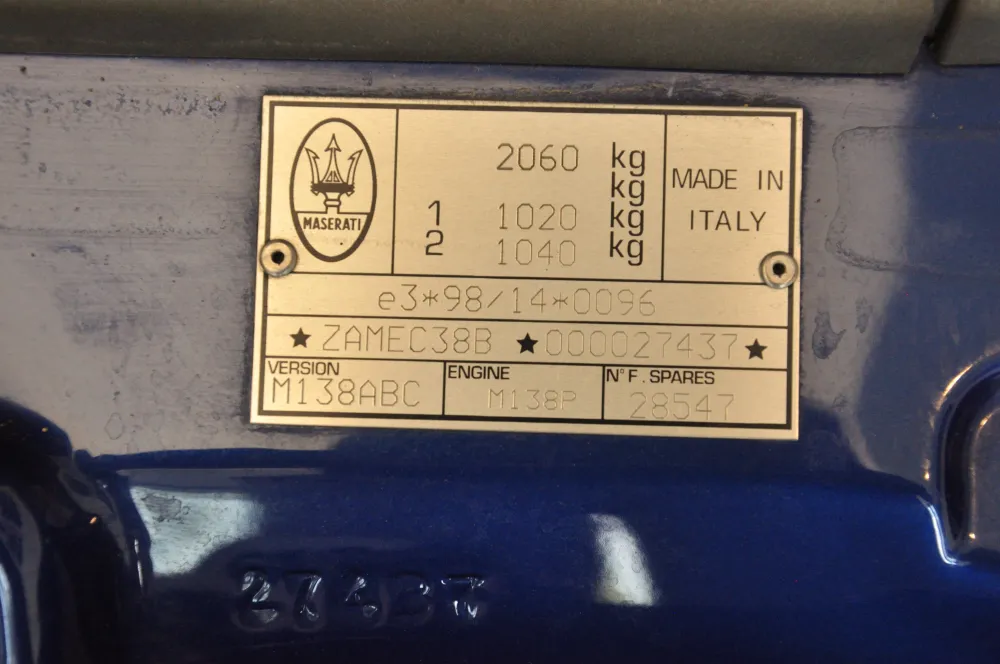 MASERATI
2060 kg
kg
1 1020 kg
2 1040 kg
MADE IN
ITALY
e3*98/14*0096
★ ZAMEC38B ★ 000027437 ★
VERSION M138ABC
ENGINE M138P
N° F. SPARES 28547
27437